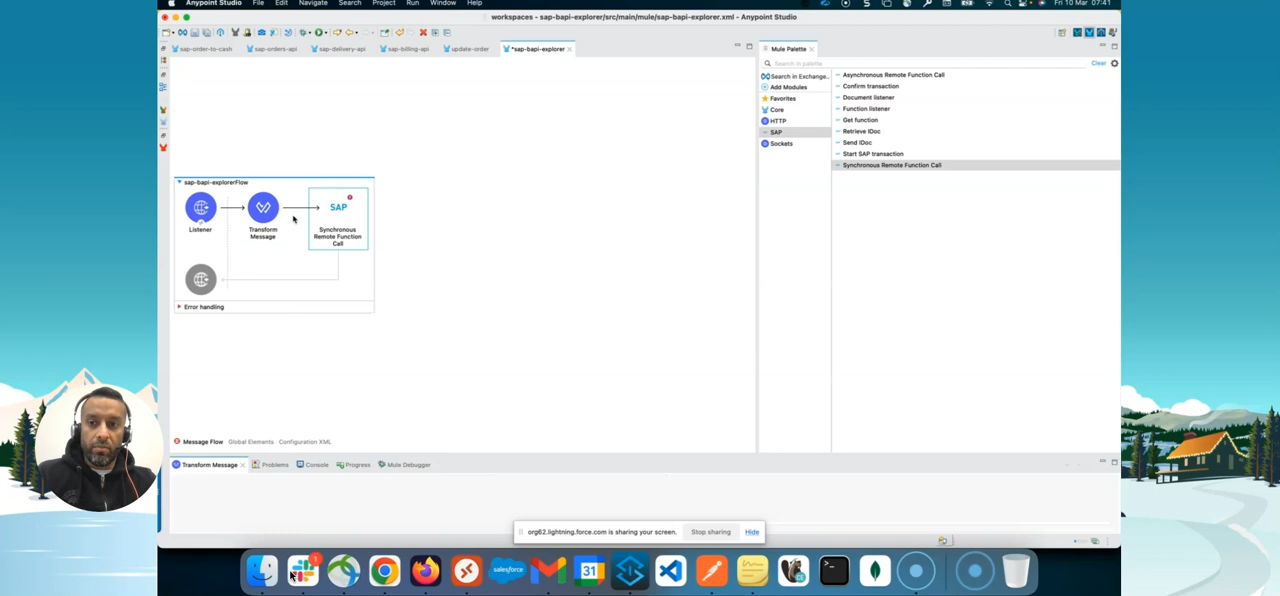 Anypoint Studio File Edit Navigate Search Project Run Window Help Fri 10 Mar 07:41
workspaces - sap-bapi-explorer/src/main/mule/sap-bapi-explorer.xml - Anypoint Studio
sap-order-to-cash sap-orders-api sap-delivery-api sap-billing-api update-order *sap-bapi-explorer
Mule Palette
Search in palette
Clear
Search in Exchange..
Add Modules
Favorites
Core
HTTP
SAP
Sockets
Asynchronous Remote Function Call
Confirm transaction
Document listener
Function listener
Get function
Retrieve IDoc
Send IDoc
Start SAP transaction
Synchronous Remote Function Call
sap-bapi-explorerFlow
SAP
Listener
Transform
Message
Synchronous
Remote Function
Call
Error handling
Message Flow Global Elements Configuration XML
Transform Message Problems Console Progress Mule Debugger
org62.lightning.force.com is sharing your screen. Stop sharing Hide
1
salesforce
31